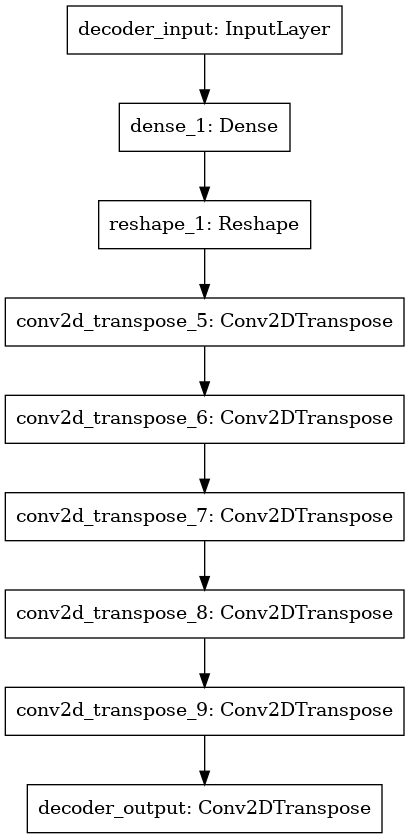 decoder_input: InputLayer
dense_1: Dense
reshape_1: Reshape
conv2d_transpose_5: Conv2DTranspose
conv2d_transpose_6: Conv2DTranspose
conv2d_transpose_7: Conv2DTranspose
conv2d_transpose_8: Conv2DTranspose
conv2d_transpose_9: Conv2DTranspose
decoder_output: Conv2DTranspose